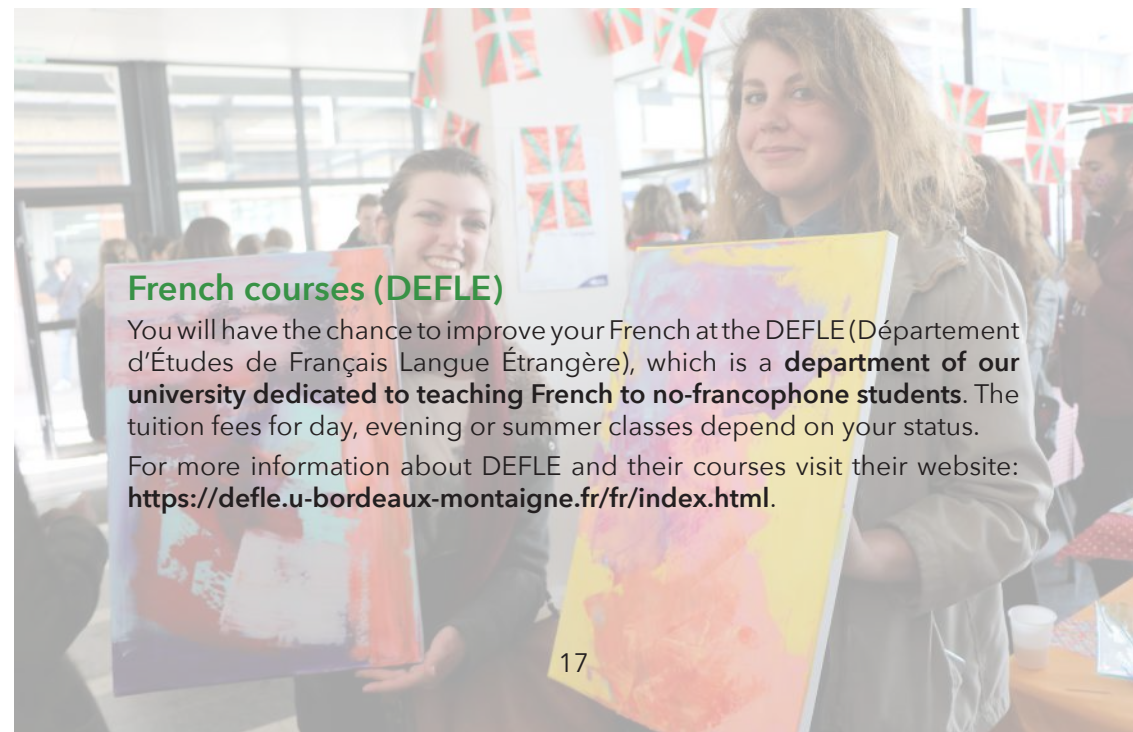 French courses (DEFLE)
You will have the chance to improve your French at the DEFLE (Département
d’Études de Français Langue Étrangère), which is a department of our
university dedicated to teaching French to no-francophone students. The
tuition fees for day, evening or summer classes depend on your status.
For more information about DEFLE and their courses visit their website:
https://defle.u-bordeaux-montaigne.fr/fr/index.html.
17